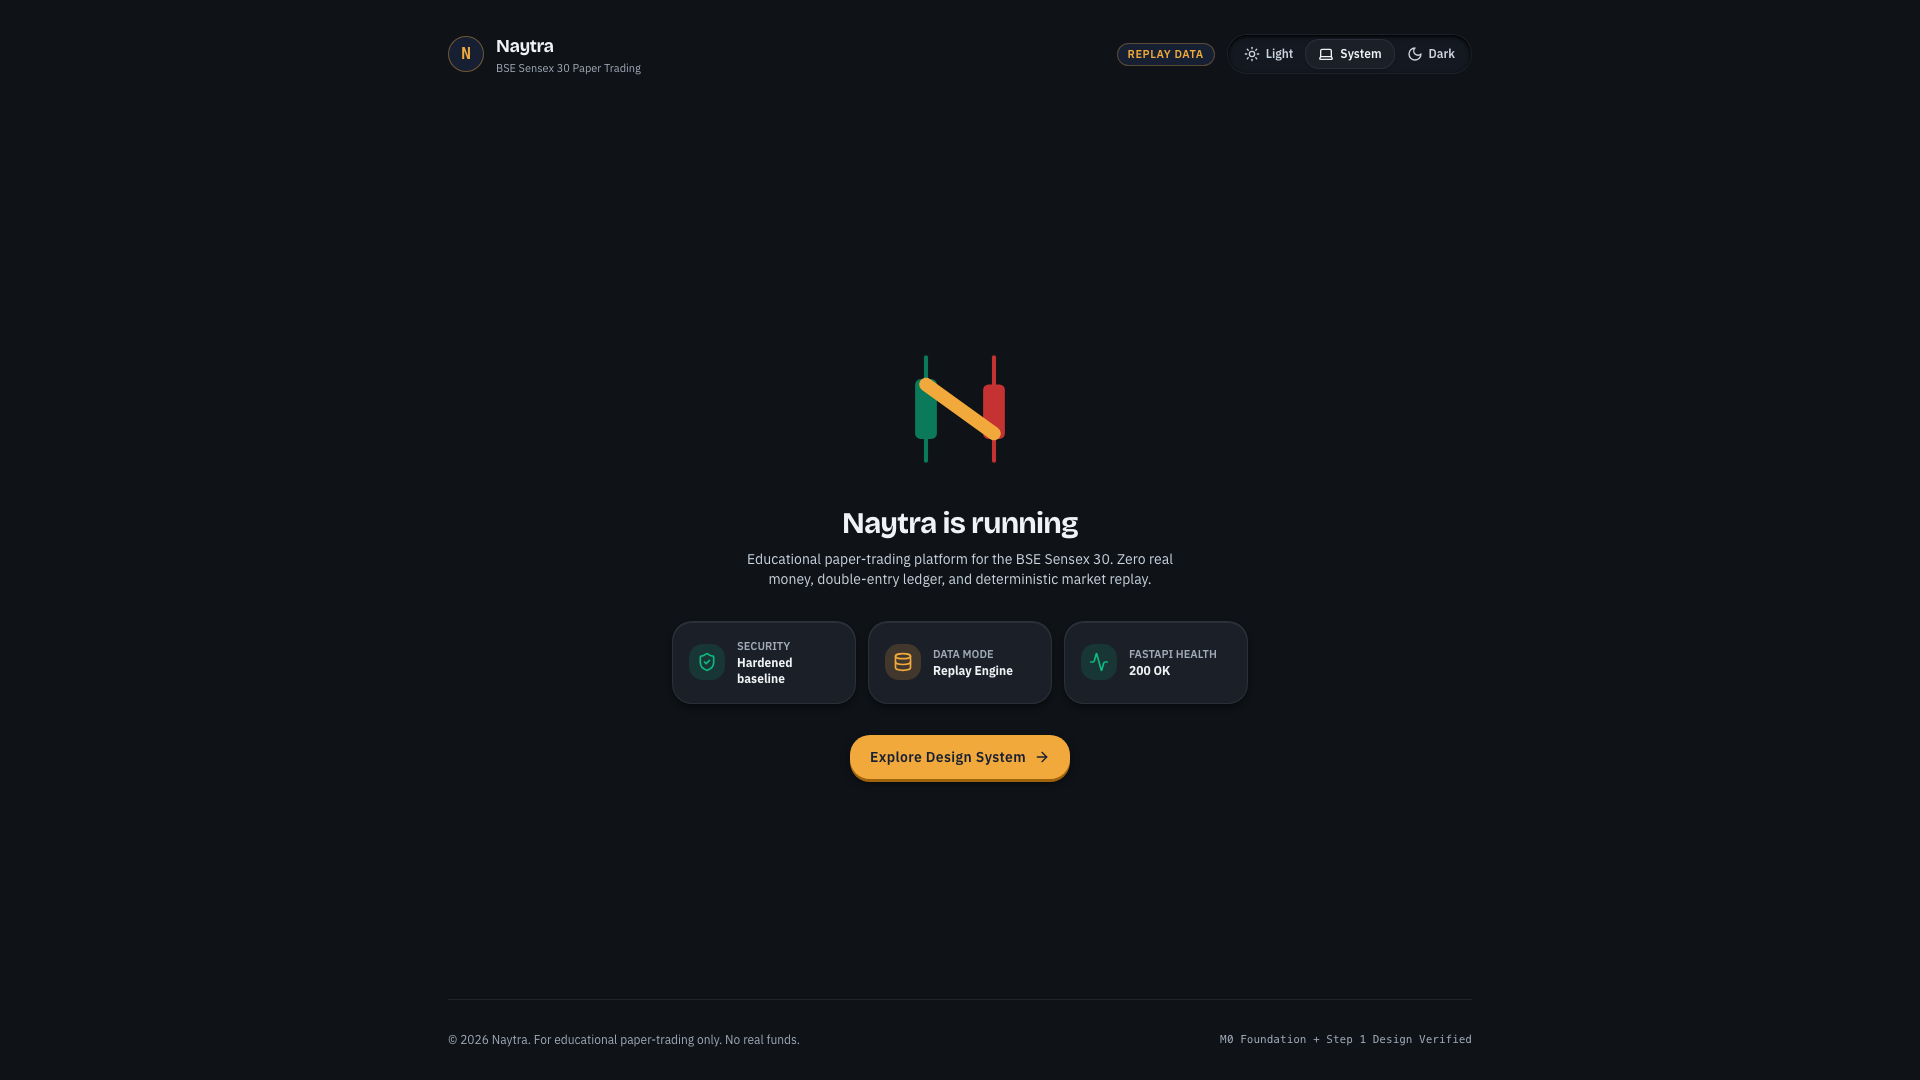 N
Naytra
BSE Sensex 30 Paper Trading
REPLAY DATA
Light
System
Dark
Naytra is running
Educational paper-trading platform for the BSE Sensex 30. Zero real
money, double-entry ledger, and deterministic market replay.
SECURITY
Hardened
baseline
DATA MODE
Replay Engine
FASTAPI HEALTH
200 OK
Explore Design System
© 2026 Naytra. For educational paper-trading only. No real funds.
M0 Foundation + Step 1 Design Verified